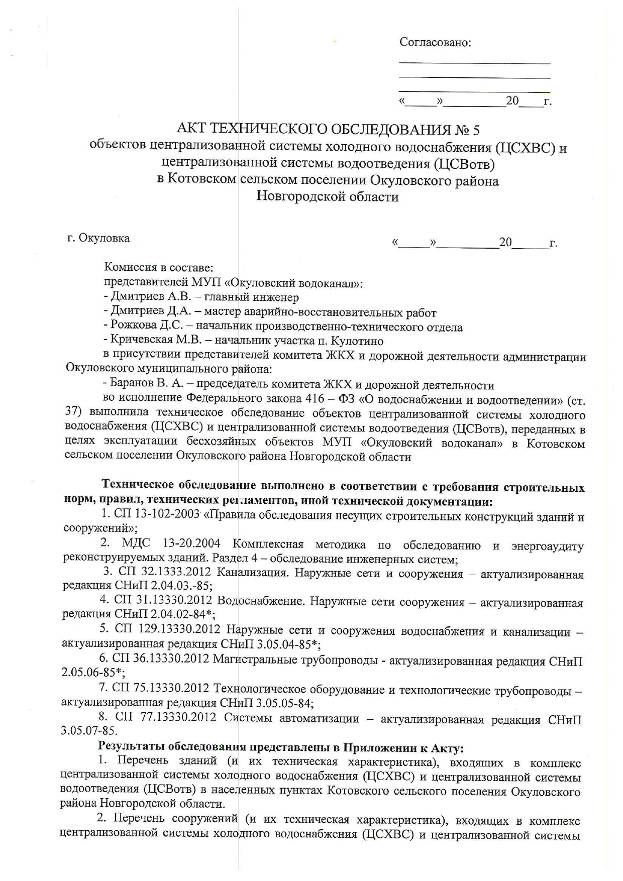 Согласовано:
«_____»__________20___г.
АКТ ТЕХНИЧЕСКОГО ОБСЛЕДОВАНИЯ № 5
объектов централизованной системы холодного водоснабжения (ЦСХВС) и
централизованной системы водоотведения (ЦСВотв)
в Котовском сельском поселении Окуловского района
Новгородской области
г. Окуловка «_____»__________20______г.
Комиссия в составе:
представителей МУП «Окуловский водоканал»:
- Дмитриев А.В. – главный инженер
- Дмитриев Д.А. – мастер аварийно-восстановительных работ
- Рожкова Д.С. – начальник производственно-технического отдела
- Кричевская М.В. – начальник участка п. Кулотино
в присутствии представителей комитета ЖКХ и дорожной деятельности администрации
Окуловского муниципального района:
- Баранов В. А. – председатель комитета ЖКХ и дорожной деятельности
во исполнение Федерального закона 416 – ФЗ «О водоснабжении и водоотведении» (ст.
37) выполнила техническое обследование объектов централизованной системы холодного
водоснабжения (ЦСХВС) и централизованной системы водоотведения (ЦСВотв), переданных в
целях эксплуатации бесхозяйных объектов МУП «Окуловский водоканал» в Котовском
сельском поселении Окуловского района Новгородской области
Техническое обследование выполнено в соответствии с требования строительных
норм, правил, технических регламентов, иной технической документации:
1. СП 13-102-2003 «Правила обследования несущих строительных конструкций зданий и
сооружений»;
2. МДС 13-20.2004 Комплексная методика по обследованию и энергоаудиту
реконструируемых зданий. Раздел 4 – обследование инженерных систем;
3. СП 32.1333.2012 Канализация. Наружные сети и сооружения – актуализированная
редакция СНиП 2.04.03.-85;
4. СП 31.13330.2012 Водоснабжение. Наружные сети сооружения – актуализированная
редакция СНиП 2.04.02-84*;
5. СП 129.13330.2012 Наружные сети и сооружения водоснабжения и канализации –
актуализированная редакция СНиП 3.05.04-85*;
6. СП 36.13330.2012 Магистральные трубопроводы - актуализированная редакция СНиП
2.05.06-85*;
7. СП 75.13330.2012 Технологическое оборудование и технологические трубопроводы –
актуализированная редакция СНиП 3.05.05-84;
8. СП 77.13330.2012 Системы автоматизации – актуализированная редакция СНиП
3.05.07-85.
Результаты обследования представлены в Приложении к Акту:
1. Перечень зданий (и их техническая характеристика), входящих в комплекс
централизованной системы холодного водоснабжения (ЦСХВС) и централизованной системы
водоотведения (ЦСВотв) в населенных пунктах Котовского сельского поселения Окуловского
района Новгородской области.
2. Перечень сооружений (и их техническая характеристика), входящих в комплекс
централизованной системы холодного водоснабжения (ЦСХВС) и централизованной системы